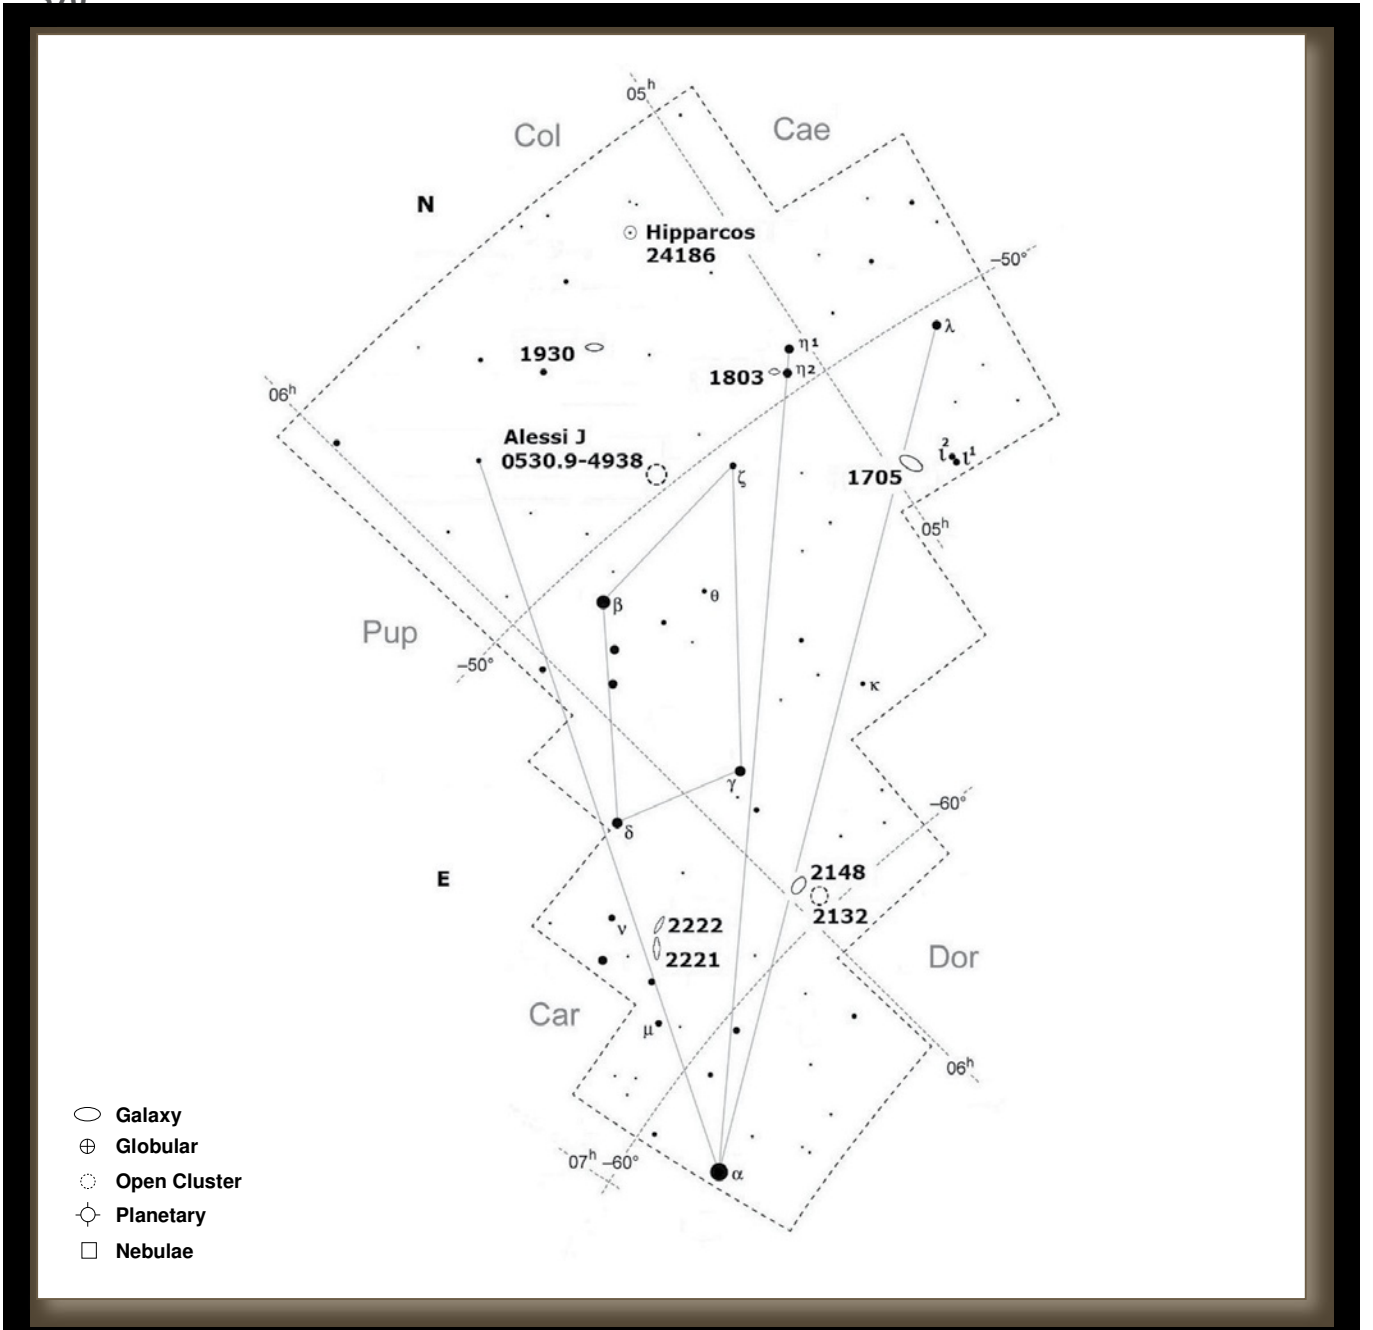 05h
Col
Cae
N
Hipparcos
24186
–50°
λ
η1
1930
η2
1803
06h
Alessi J
0530.9-4938
ι2
ι1
1705
ζ
05h
θ
β
Pup
–50°
κ
γ
–60°
δ
2148
E
2132
ν
2222
Dor
2221
Car
μ
06h
Galaxy
Globular
07h –60°
α
Open Cluster
Planetary
Nebulae